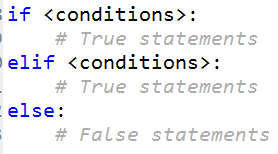 if <conditions>:
    # True statements
elif <conditions>:
    # True statements
else:
    # False statements